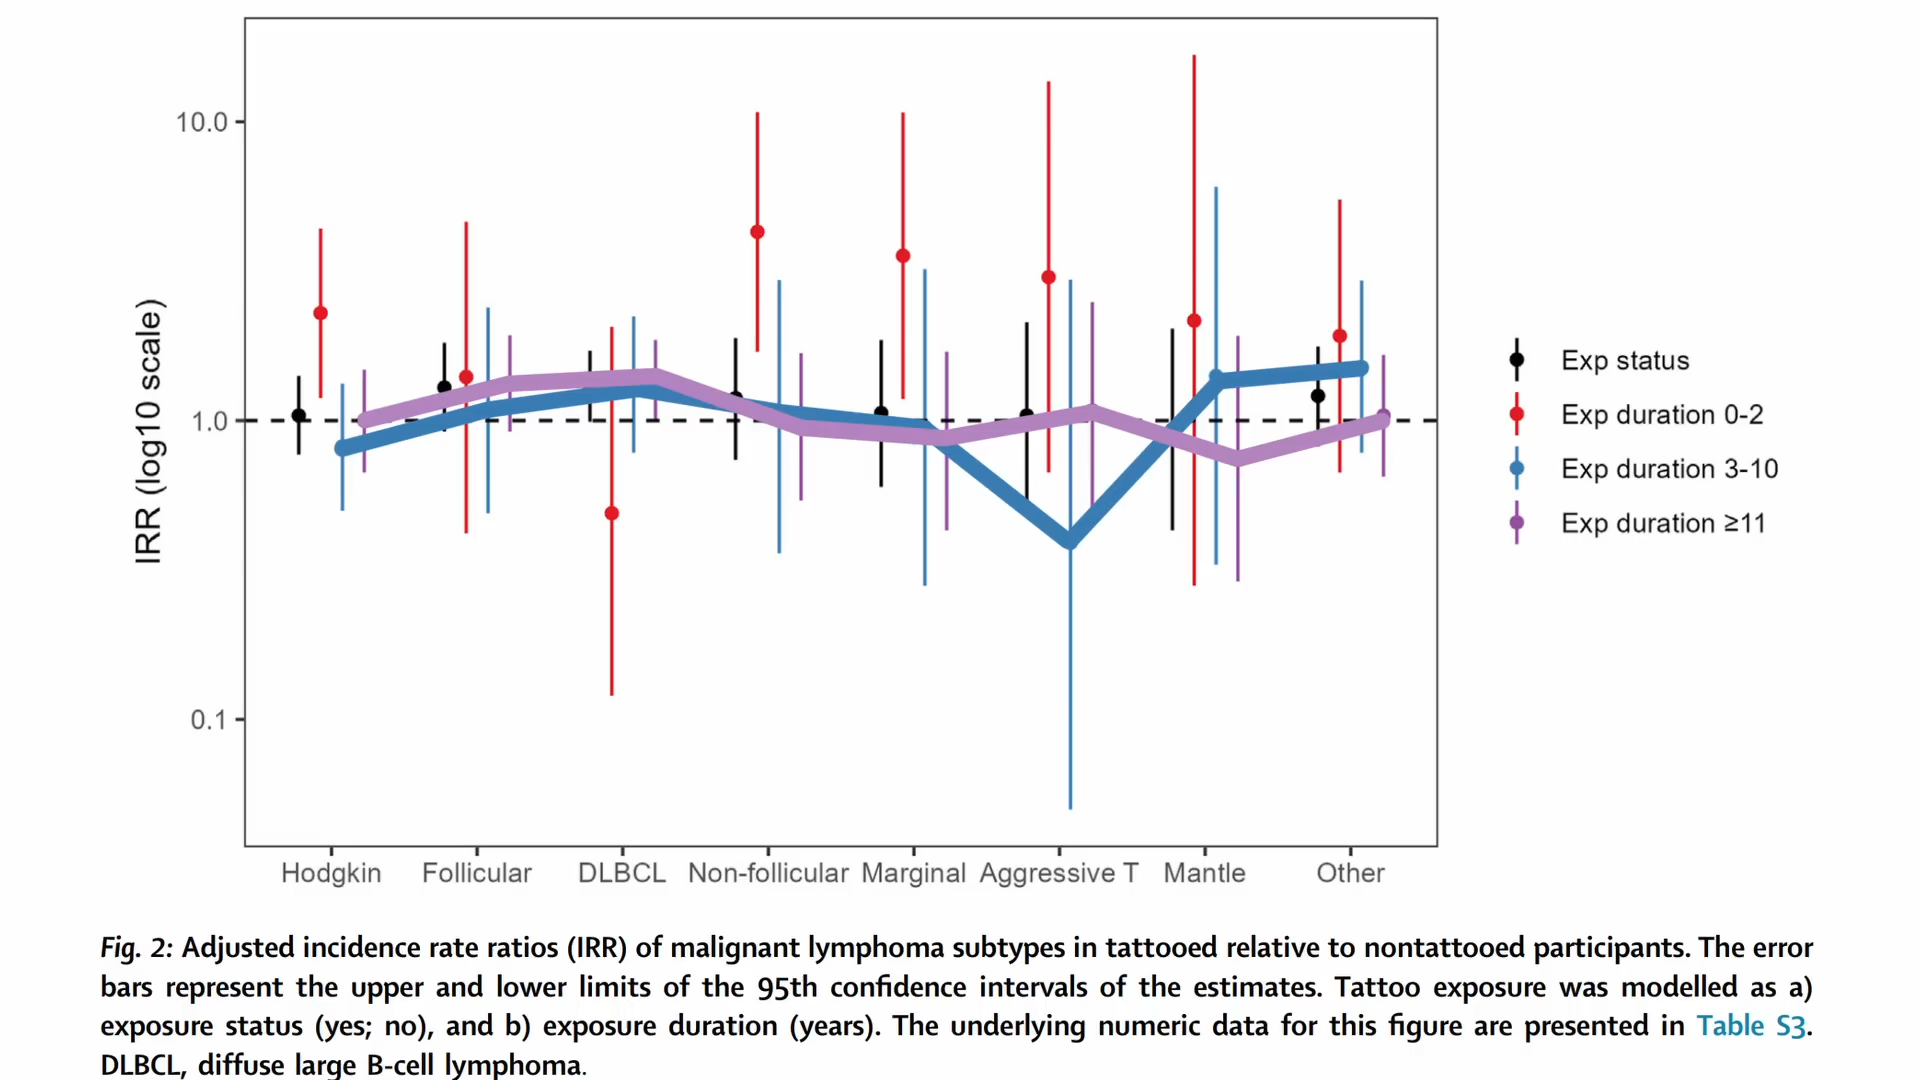 10.0
1.0
0.1
IRR (log10 scale)
Hodgkin Follicular DLBCL Non-follicular Marginal Aggressive T Mantle Other
Exp status
Exp duration 0-2
Exp duration 3-10
Exp duration ≥11
Fig. 2: Adjusted incidence rate ratios (IRR) of malignant lymphoma subtypes in tattooed relative to nontattooed participants. The error
bars represent the upper and lower limits of the 95th confidence intervals of the estimates. Tattoo exposure was modelled as a)
exposure status (yes; no), and b) exposure duration (years). The underlying numeric data for this figure are presented in Table S3.
DLBCL, diffuse large B-cell lymphoma.